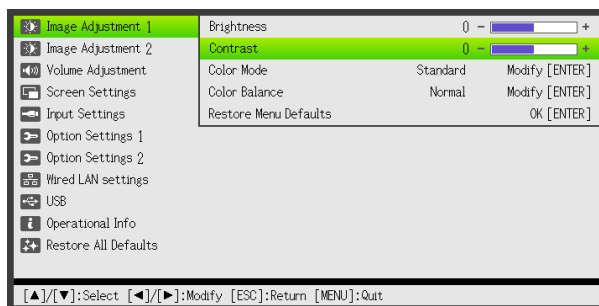 Image Adjustment 1
Image Adjustment 2
Volume Adjustment
Screen Settings
Input Settings
Option Settings 1
Option Settings 2
Wired LAN settings
USB
Operational Info
Restore All Defaults
Brightness 0 - +
Contrast 0 - +
Color Mode Standard Modify [ENTER]
Color Balance Normal Modify [ENTER]
Restore Menu Defaults OK [ENTER]
[▲]/[▼]:Select [◄]/[►]:Modify [ESC]:Return [MENU]:Quit